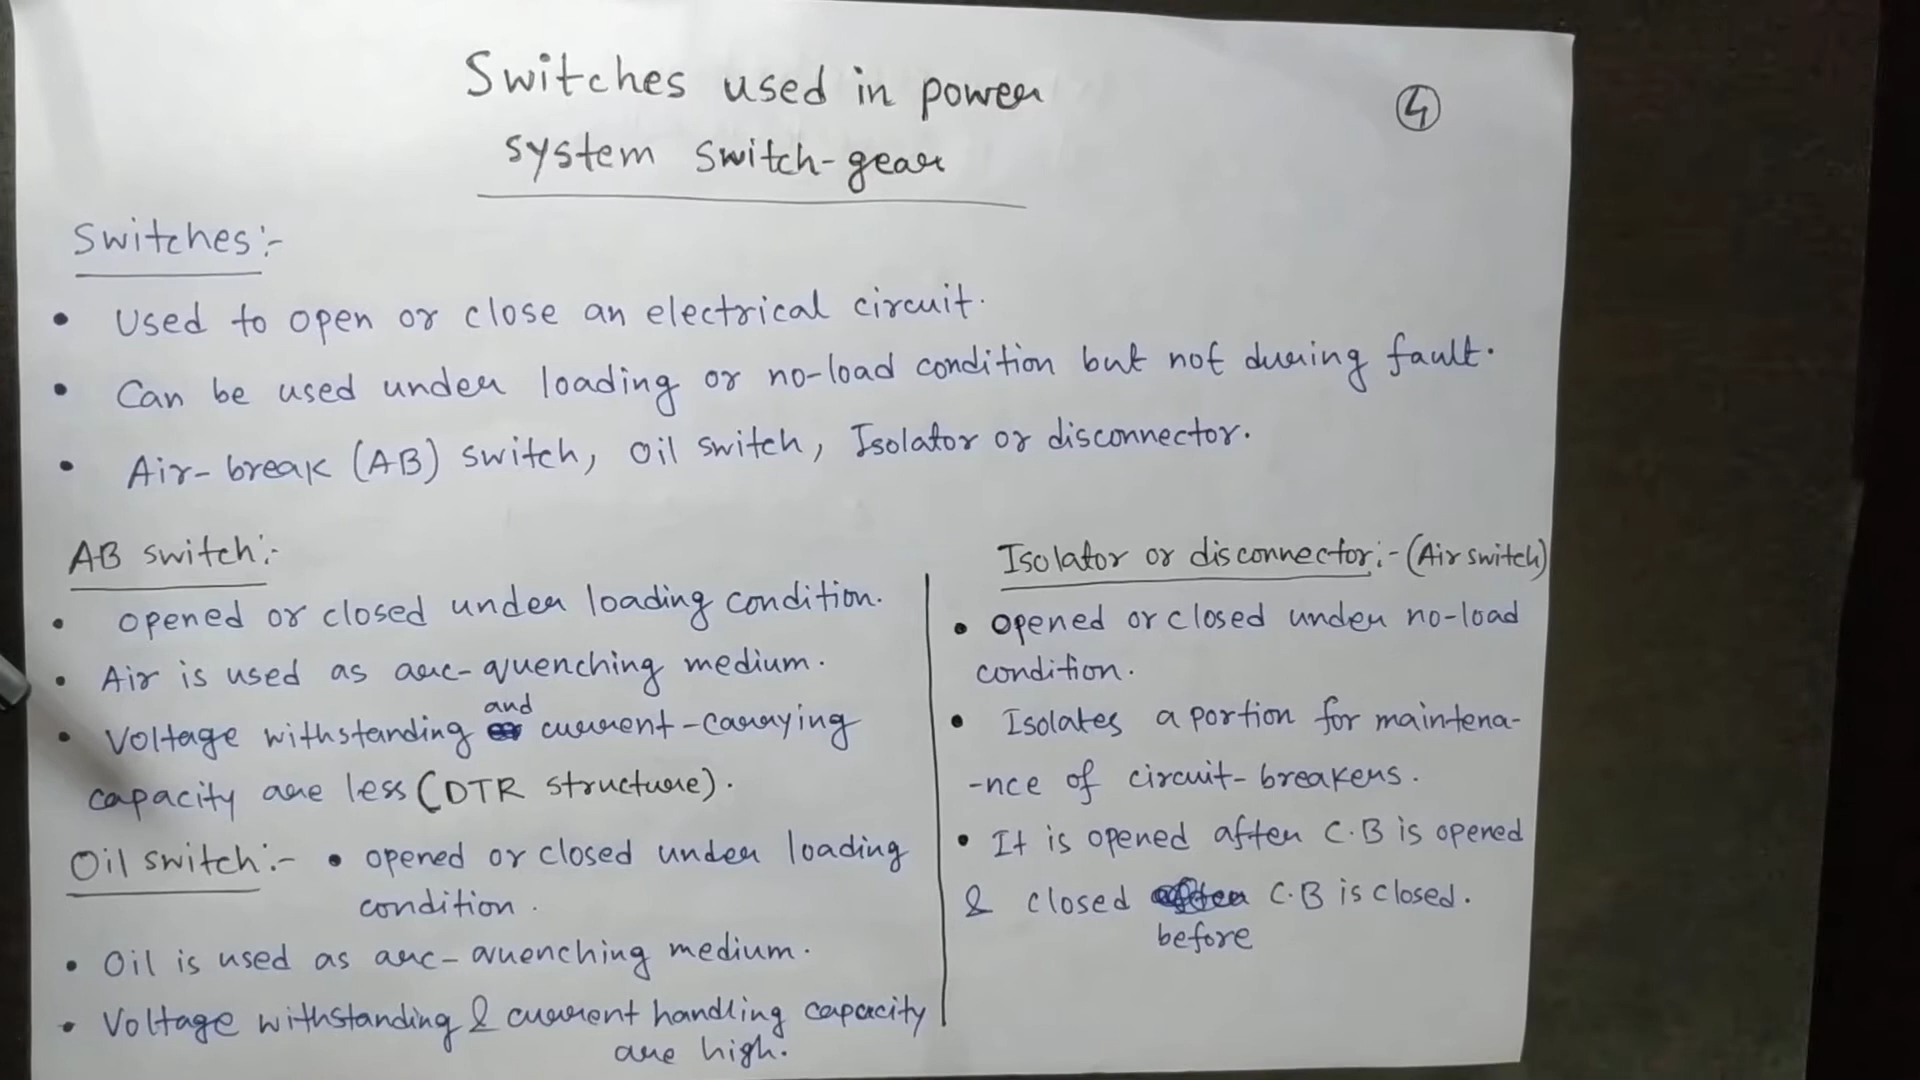 Switches used in power
④
system switch-gear
Switches:-
• Used to open or close an electrical circuit.
• Can be used under loading or no-load condition but not during fault.
• Air-break (AB) switch, Oil switch, Isolator or disconnector.
AB switch:-
• opened or closed under loading condition.
• Air is used as arc-quenching medium.
• Voltage withstanding and current-carrying
capacity are less (DTR structure).
Oil switch:- • opened or closed under loading
condition.
• Oil is used as arc-quenching medium.
• Voltage withstanding & current handling capacity
are high.
Isolator or disconnector:- (Air switch)
• opened or closed under no-load
condition.
• Isolates a portion for maintena-
-nce of circuit-breakers.
• It is opened after C.B is opened
& closed before C.B is closed.